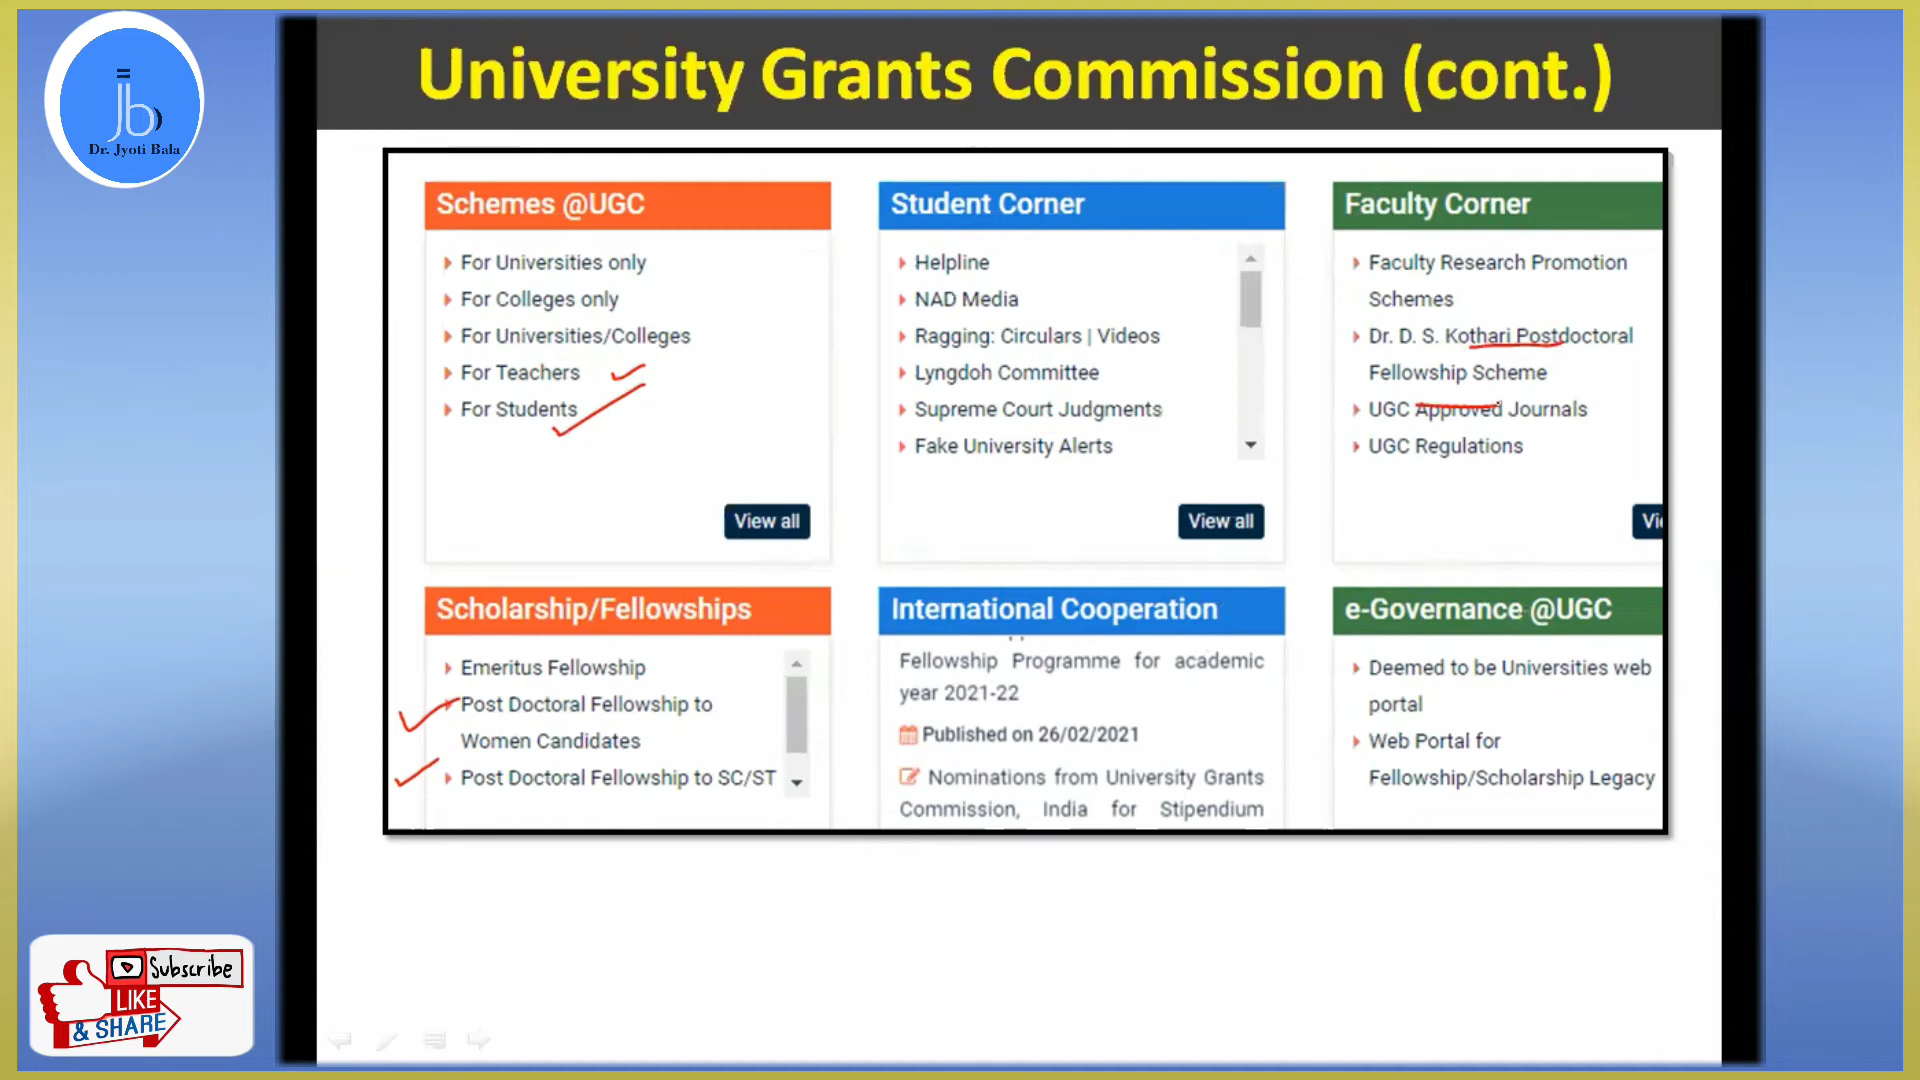 University Grants Commission (cont.)
Dr. Jyoti Bala
Schemes @UGC
For Universities only
For Colleges only
For Universities/Colleges
For Teachers
For Students
View all
Student Corner
Helpline
NAD Media
Ragging: Circulars | Videos
Lyngdoh Committee
Supreme Court Judgments
Fake University Alerts
View all
Faculty Corner
Faculty Research Promotion
Schemes
Dr. D. S. Kothari Postdoctoral
Fellowship Scheme
UGC Approved Journals
UGC Regulations
Scholarship/Fellowships
Emeritus Fellowship
Post Doctoral Fellowship to
Women Candidates
Post Doctoral Fellowship to SC/ST
International Cooperation
Fellowship Programme for academic
year 2021-22
Published on 26/02/2021
Nominations from University Grants
Commission, India for Stipendium
e-Governance @UGC
Deemed to be Universities web
portal
Web Portal for
Fellowship/Scholarship Legacy
Subscribe
LIKE
& SHARE